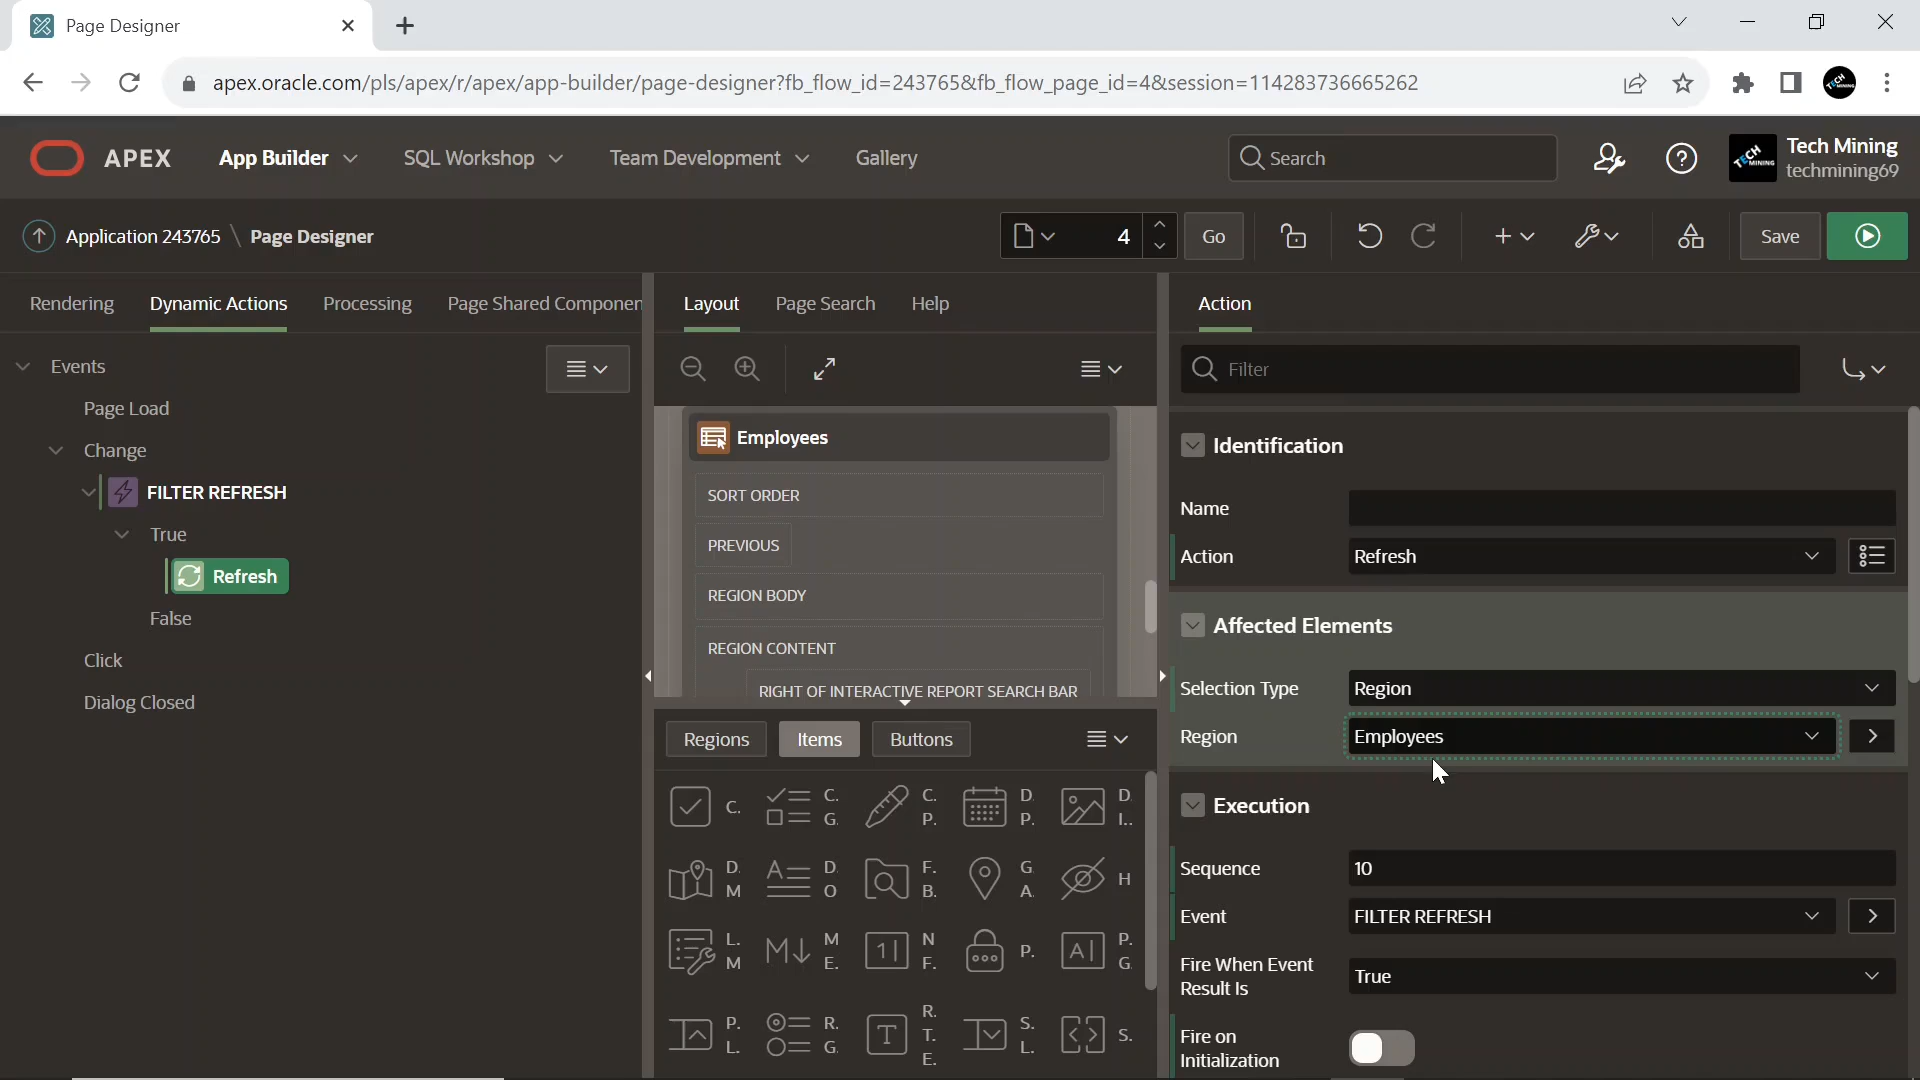 Page Designer
apex.oracle.com/pls/apex/r/apex/app-builder/page-designer?fb_flow_id=243765&fb_flow_page_id=4&session=114283736665262
APEX App Builder SQL Workshop Team Development Gallery Search Tech Mining
techmining69
Application 243765 \ Page Designer 4 Go Save
Rendering Dynamic Actions Processing Page Shared Componen
Layout Page Search Help
Action
Events
Page Load
Change
FILTER REFRESH
True
Refresh
False
Click
Dialog Closed
Employees
SORT ORDER
PREVIOUS
REGION BODY
REGION CONTENT
RIGHT OF INTERACTIVE REPORT SEARCH BAR
Regions Items Buttons
C. C. C. D D
G. P. P. I...
D. D F. G H
M O B. A.
L. M N P. P.
M E. F. G
P. R. R. S. S.
L. G. T. L.
E.
Filter
Identification
Name
Action Refresh
Affected Elements
Selection Type Region
Region Employees
Execution
Sequence 10
Event FILTER REFRESH
Fire When Event
Result Is True
Fire on
Initialization